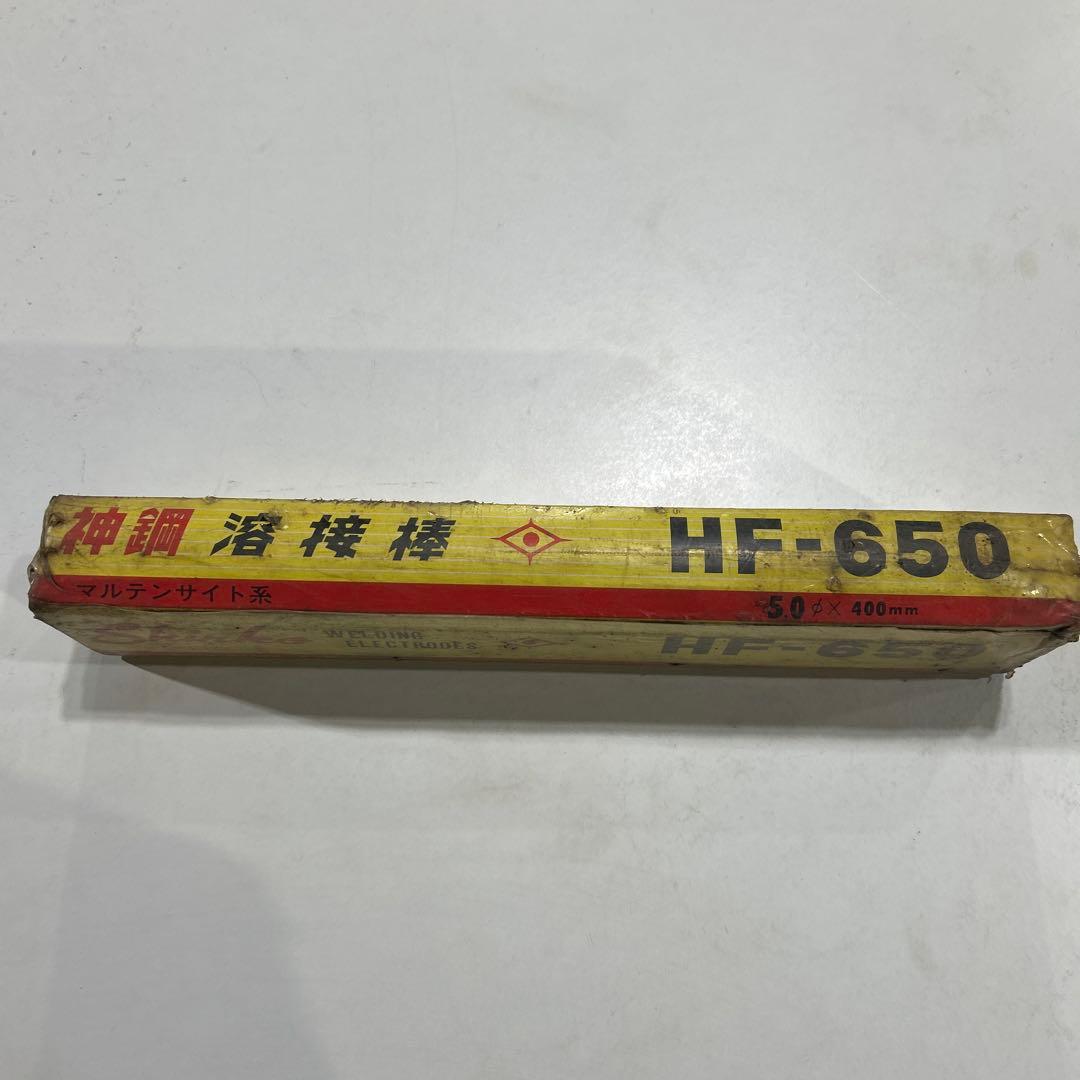 神鋼 溶接棒 HF-650
マルテンサイト系 5.0φ× 400mm
WELDING
ELECTRODES
HF-650